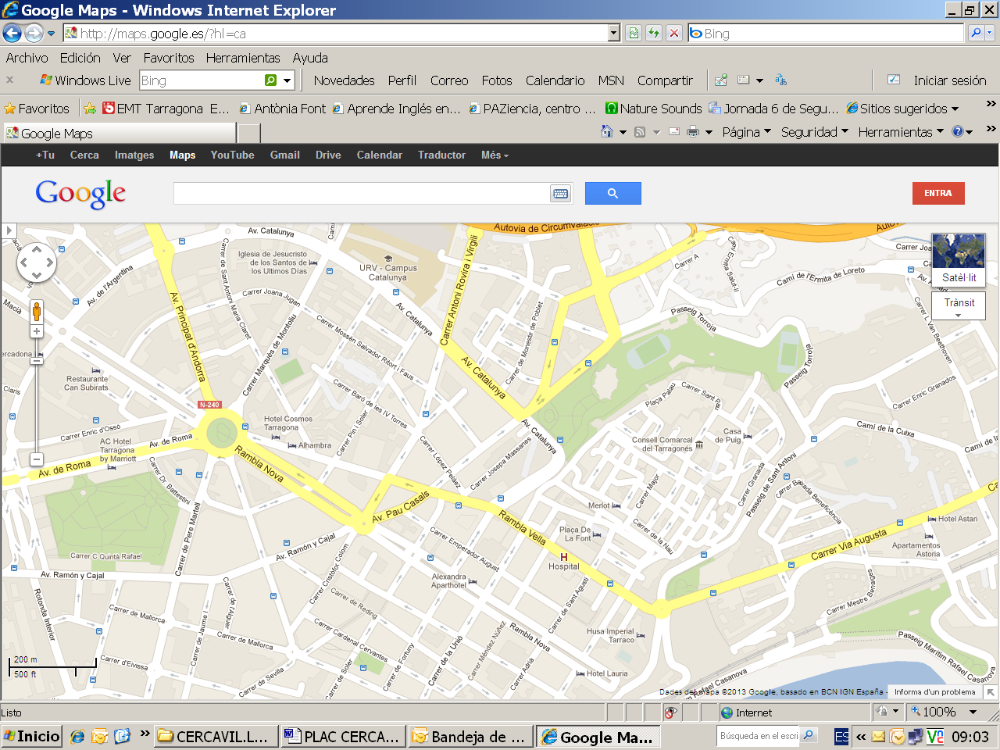 Google Maps - Windows Internet Explorer
http://maps.google.es/?hl=ca
Bing
Archivo Edición Ver Favoritos Herramientas Ayuda
Windows Live Bing Novedades Perfil Correo Fotos Calendario MSN Compartir Iniciar sesión
Favoritos EMT Tarragona E... Antònia Font Aprende Inglés en... PAZiencia, centro ... Nature Sounds Jornada 6 de Segu... Sitios sugeridos
Google Maps Página Seguridad Herramientas
+Tu Cerca Imatges Maps YouTube Gmail Drive Calendar Traductor Més
Google ENTRA
Autovia de Circumval·lació
Av. Catalunya
Iglesia de Jesucristo
de los Santos de
los Ultimos Días
URV - Campus
Catalunya
Carrer Antoni Rovira i Virgili
Carrer A
Carrer Ermita Salut-II
Camí de l'Ermita de Loreto
Satèl·lit
Trànsit
Av. de l'Argentina
Macià
Av. Principat d'Andorra
Carrer de Sant Antoni Maria Claret
Carrer Joana Jugan
Carrer Marquès de Montoliu
Carrer Mossèn Salvador Ritort i Faus
Av. Catalunya
Carrer de Monestir de Poblet
Passeig Torroja
Passeig Torroja
Carrer L Van Beethoven
Mercadona
Restaurante
Can Subirats
Claris
Av. Catalunya
Carrer Baró de les IV Torres
Plaça Palau
Carrer Enric Granados
N-240
Carrer Enric d'Ossó
Av. de Roma
Hotel Cosmos
Tarragona
Alhambra
Carrer Pin i Soler
Av. Catalunya
Casa
de Puig
Consell Comarcal
del Tarragonès
Camí de la Cuixa
AC Hotel
Tarragona
by Marriott
Av. de Roma
Rambla Nova
Carrer López Peláez
Carrer Josepa Massanes
Carrer Granada
Passeig de Sant Antoni
Carrer Baixada Beneficència
Carrer Dr. Battestini
Carrer de Pere Martell
Av. Pau Casals
Rambla Vella
Merlot
Carrer Major
Hotel Astari
Carrer C Quintà Rafael
Av. Ramón y Cajal
Carrer Emperador August
Plaça De
La Font
Carrer de la Nau
Carrer Via Augusta
Apartamentos
Astoria
Hospital
Av. Ramón y Cajal
Carrer Cristòfor Colom
Alexandra
Aparthotel
Carrer de Sant Agustí
Carrer Mestre Benaiges
Rotonda Interior
Carrer de Mallorca
Carrer de Jaume I
Carrer de l'Alguer
Carrer de Mallorca
Carrer de Reding
Carrer Cardenal Cervantes
Carrer de Fortuny
Carrer de la Unió
Carrer Méndez Núñez
Rambla Nova
Husa Imperial
Tarraco
Passeig Marítim Rafael Casanova
200 m
500 ft
Carrer d'Eivissa
Carrer de Sevilla
Carrer de Soler
Carrer Adrià
Hotel Lauria
Rafael Casanova
Dades del mapa ©2013 Google, basado en BCN IGN España -
Informa d'un problema
Listo Internet 100%
Inicio CERCAVIL.L... PLAC CERCA... Bandeja de ... Google Ma... Búsqueda en el escri ES 09:03